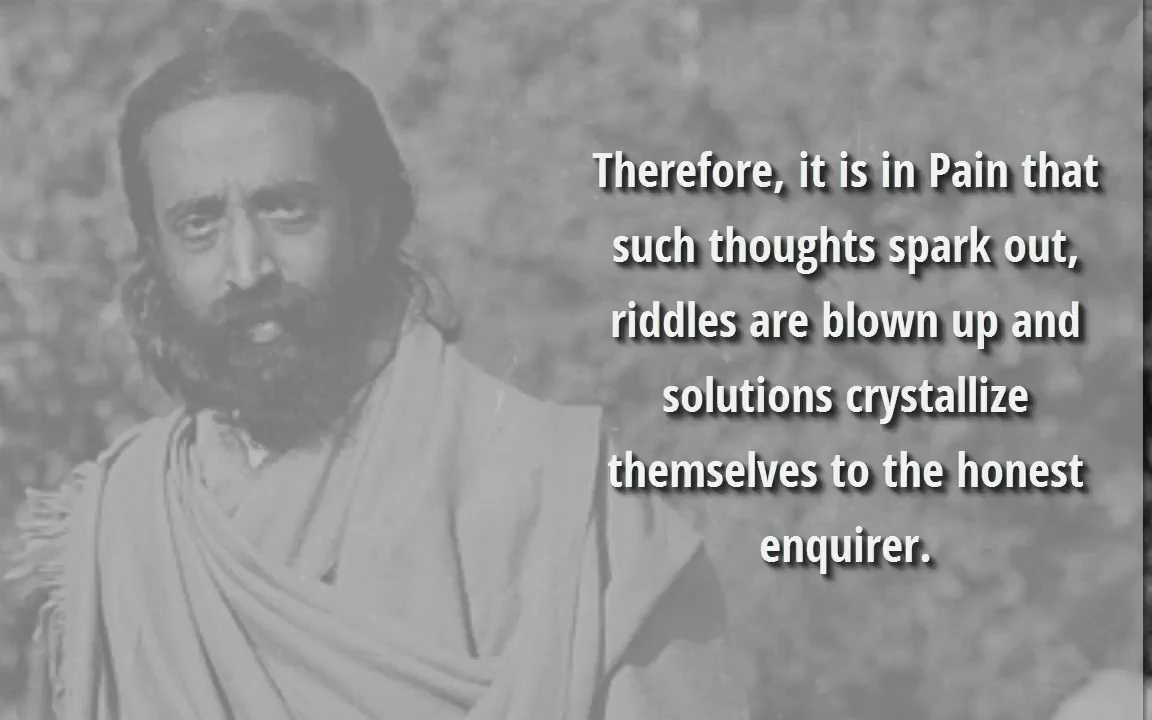 Therefore, it is in Pain that
such thoughts spark out,
riddles are blown up and
solutions crystallize
themselves to the honest
enquirer.